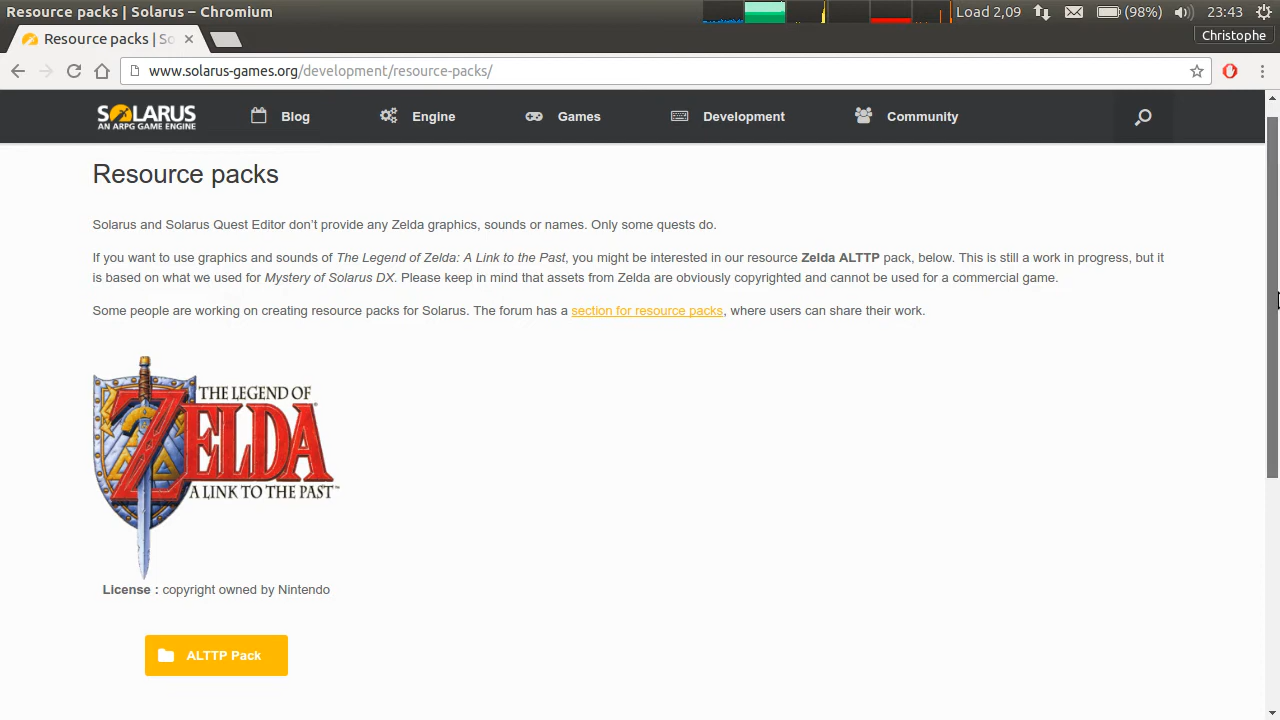 Resource packs | Solarus – Chromium
Load 2,09 (98%) 23:43
Resource packs | So
Christophe
www.solarus-games.org/development/resource-packs/
SOLARUS
AN ARPG GAME ENGINE
Blog Engine Games Development Community
Resource packs
Solarus and Solarus Quest Editor don’t provide any Zelda graphics, sounds or names. Only some quests do.
If you want to use graphics and sounds of The Legend of Zelda: A Link to the Past, you might be interested in our resource Zelda ALTTP pack, below. This is still a work in progress, but it
is based on what we used for Mystery of Solarus DX. Please keep in mind that assets from Zelda are obviously copyrighted and cannot be used for a commercial game.
Some people are working on creating resource packs for Solarus. The forum has a section for resource packs, where users can share their work.
THE LEGEND OF
ZELDA
A LINK TO THE PAST™
License : copyright owned by Nintendo
ALTTP Pack